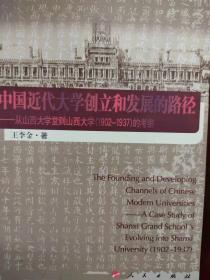 中国近代大学创立和发展的路径
——从山西大学堂到山西大学(1902-1937)的考察
王李金·著
The Founding and Developing
Channels of Chinese
Modern Universities
——A Case Study of
Shanxi Grand School's
Evolving into Shanxi
University (1902-1937)
人民出版社